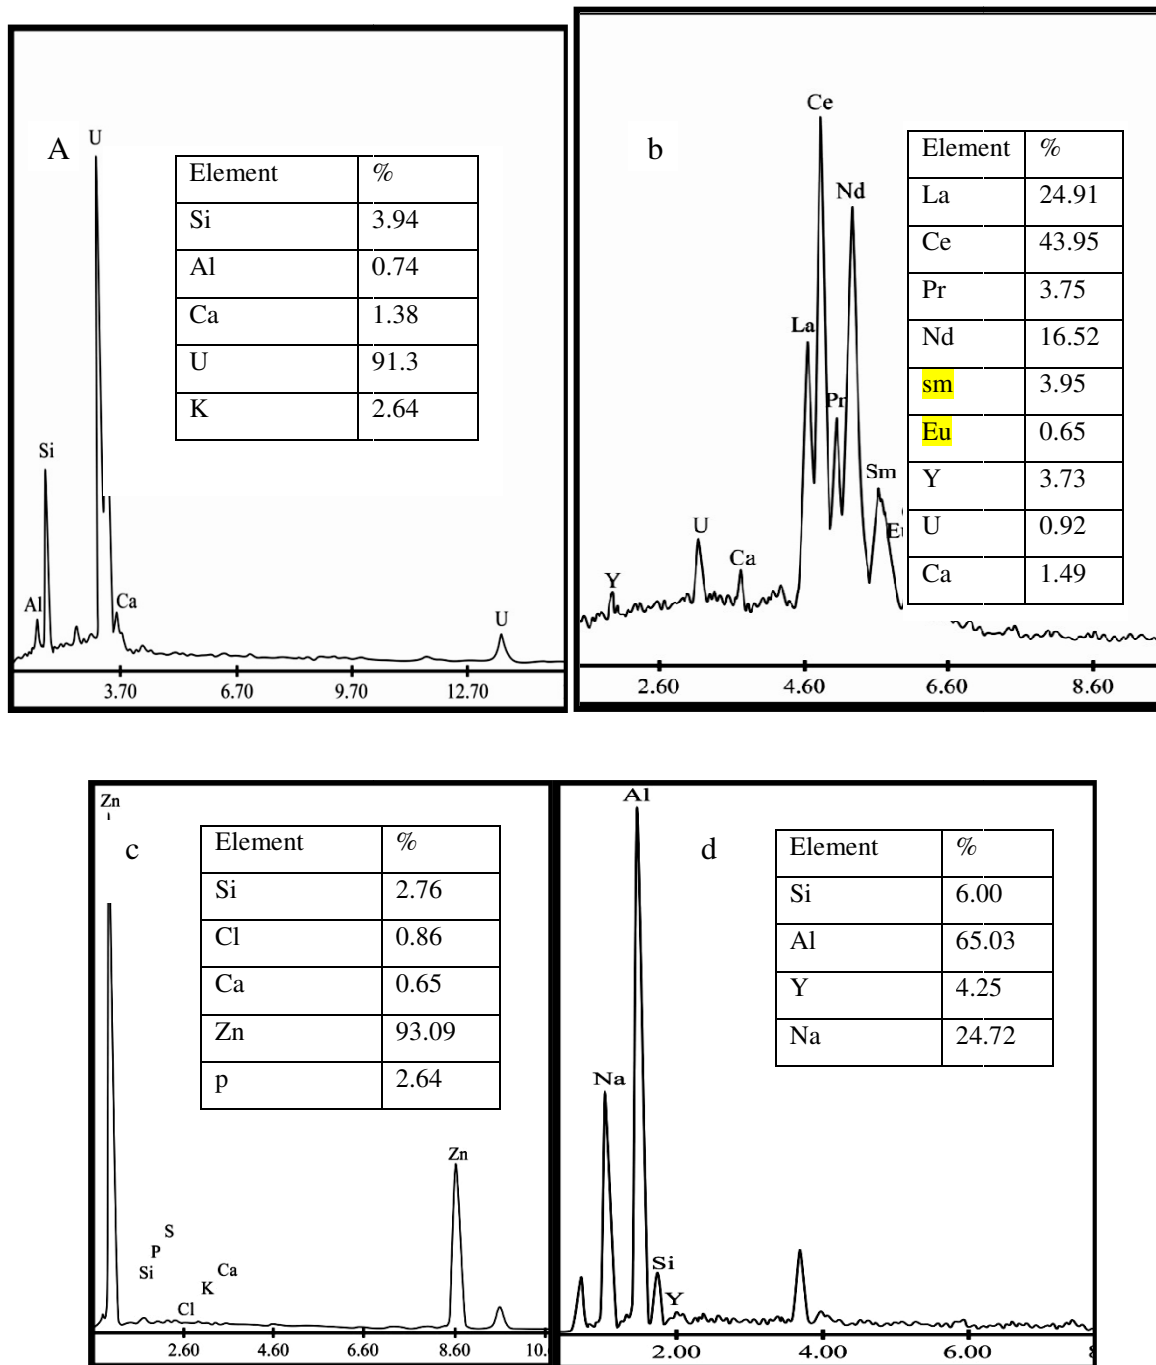 A
U
Si
Al
Ca
U
Element %
Si 3.94
Al 0.74
Ca 1.38
U 91.3
K 2.64
3.70 6.70 9.70 12.70
b
Ce
Nd
La
Pr
Sm
U
Ca
Y
Element %
La 24.91
Ce 43.95
Pr 3.75
Nd 16.52
sm 3.95
Eu 0.65
Y 3.73
U 0.92
Ca 1.49
2.60 4.60 6.60 8.60
Zn
c
Element %
Si 2.76
Cl 0.86
Ca 0.65
Zn 93.09
p 2.64
Zn
S
P
Si
Ca
K
Cl
2.60 4.60 6.60 8.60
Al
d
Element %
Si 6.00
Al 65.03
Y 4.25
Na 24.72
Na
Si
Y
2.00 4.00 6.00